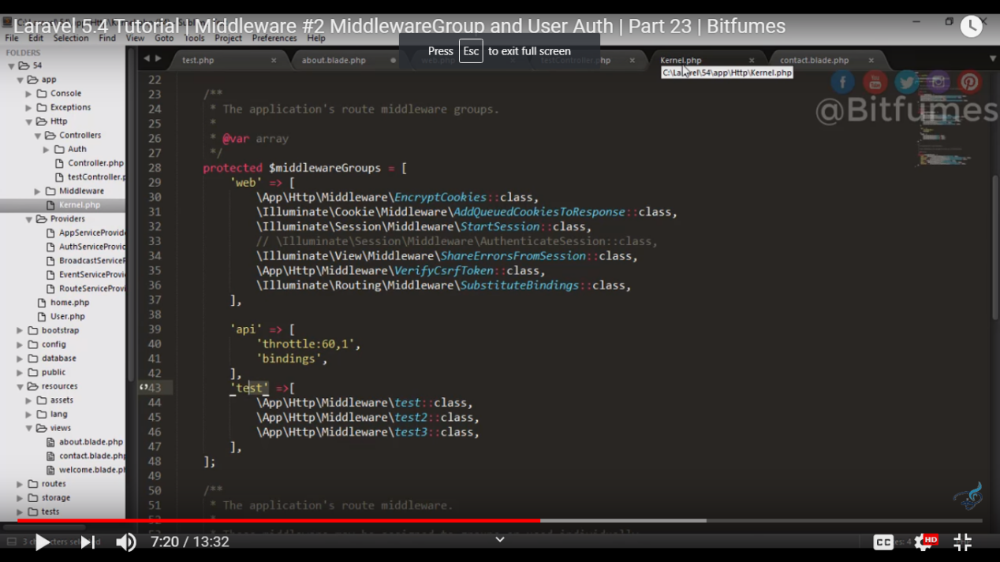 Laravel 5.4 Tutorial | Middleware #2 MiddlewareGroup and User Auth | Part 23 | Bitfumes
File Edit Selection Find View Goto Tools Project Preferences Help
Press Esc to exit full screen
FOLDERS
test.php about.blade.php web.php testController.php Kernel.php contact.blade.php
C:\Laravel\54\app\Http\Kernel.php
@Bitfumes
54
app
Console
Exceptions
Http
Controllers
Auth
Controller.php
testController.p
Middleware
Kernel.php
Providers
AppServiceProvide
AuthServiceProvid
BroadcastServiceP
EventServiceProvi
RouteServiceProvi
home.php
User.php
bootstrap
config
database
public
resources
assets
lang
views
about.blade.php
contact.blade.php
welcome.blade.ph
routes
storage
tests
22
23 /**
24 * The application's route middleware groups.
25 *
26 * @var array
27 */
28 protected $middlewareGroups = [
29 'web' => [
30 \App\Http\Middleware\EncryptCookies::class,
31 \Illuminate\Cookie\Middleware\AddQueuedCookiesToResponse::class,
32 \Illuminate\Session\Middleware\StartSession::class,
33 // \Illuminate\Session\Middleware\AuthenticateSession::class,
34 \Illuminate\View\Middleware\ShareErrorsFromSession::class,
35 \App\Http\Middleware\VerifyCsrfToken::class,
36 \Illuminate\Routing\Middleware\SubstituteBindings::class,
37 ],
38
39 'api' => [
40 'throttle:60,1',
41 'bindings',
42 ],
43 'test' =>[
44 \App\Http\Middleware\test::class,
45 \App\Http\Middleware\test2::class,
46 \App\Http\Middleware\test3::class,
47 ],
48 ];
49
50 /**
51 * The application's route middleware.
52 *
7:20 / 13:32
CC HD